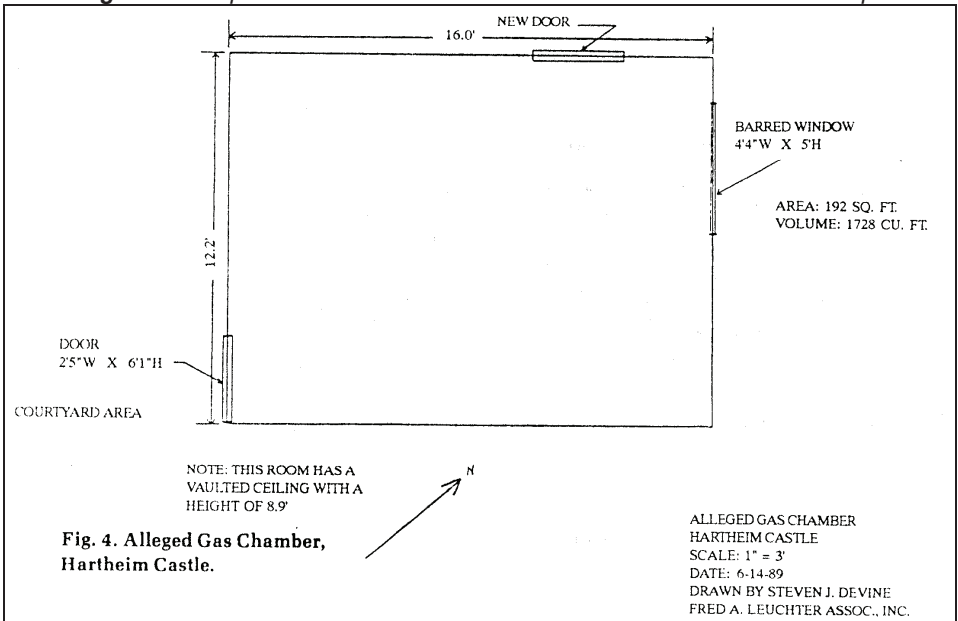 NEW DOOR
16.0'
BARRED WINDOW
4'4"W X 5'H
AREA: 192 SQ. FT.
VOLUME: 1728 CU. FT.
12.2'
DOOR
2'5"W X 6'1"H
COURTYARD AREA
NOTE: THIS ROOM HAS A
VAULTED CEILING WITH A
HEIGHT OF 8.9'
N
Fig. 4. Alleged Gas Chamber,
Hartheim Castle.
ALLEGED GAS CHAMBER
HARTHEIM CASTLE
SCALE: 1" = 3'
DATE: 6-14-89
DRAWN BY STEVEN J. DEVINE
FRED A. LEUCHTER ASSOC., INC.